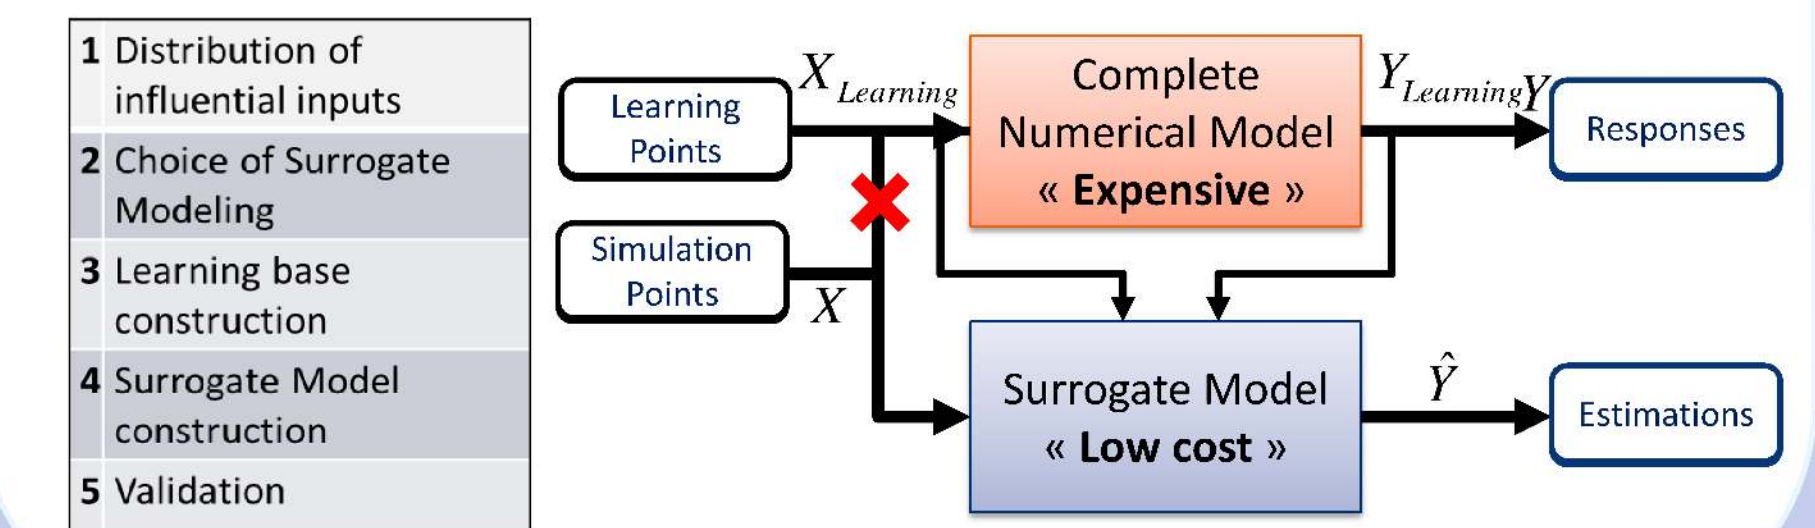 1 Distribution of
influential inputs
2 Choice of Surrogate
Modeling
3 Learning base
construction
4 Surrogate Model
construction
5 Validation
Learning
Points
X Learning
Complete
Numerical Model
« Expensive »
Y Learning Y
Responses
Simulation
Points
X
Surrogate Model
« Low cost »
Ŷ
Estimations